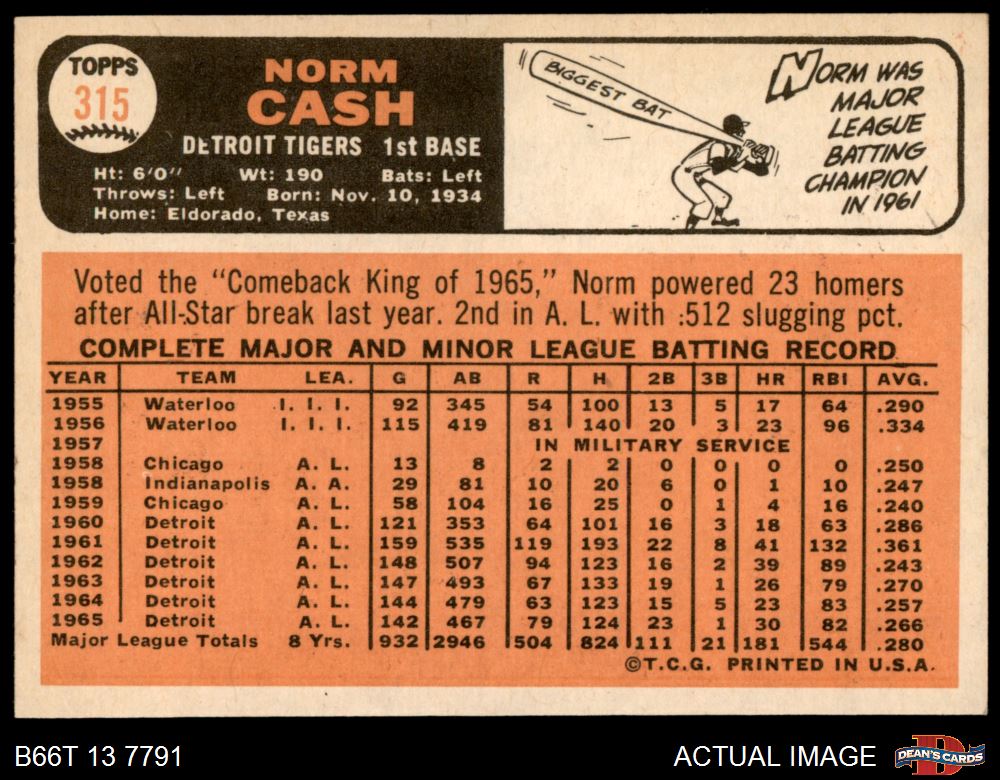 TOPPS
315
NORM
CASH
DETROIT TIGERS 1st BASE
Ht: 6'0" Wt: 190 Bats: Left
Throws: Left Born: Nov. 10, 1934
Home: Eldorado, Texas
BIGGEST BAT
NORM WAS
MAJOR
LEAGUE
BATTING
CHAMPION
IN 1961
Voted the "Comeback King of 1965," Norm powered 23 homers
after All-Star break last year. 2nd in A. L. with .512 slugging pct.
COMPLETE MAJOR AND MINOR LEAGUE BATTING RECORD
YEAR TEAM LEA. G AB R H 2B 3B HR RBI AVG.
1955 Waterloo I. I. I. 92 345 54 100 13 5 17 64 .290
1956 Waterloo I. I. I. 115 419 81 140 20 3 23 96 .334
1957 IN MILITARY SERVICE
1958 Chicago A. L. 13 8 2 2 0 0 0 0 .250
1958 Indianapolis A. A. 29 81 10 20 6 0 1 10 .247
1959 Chicago A. L. 58 104 16 25 0 1 4 16 .240
1960 Detroit A. L. 121 353 64 101 16 3 18 63 .286
1961 Detroit A. L. 159 535 119 193 22 8 41 132 .361
1962 Detroit A. L. 148 507 94 123 16 2 39 89 .243
1963 Detroit A. L. 147 493 67 133 19 1 26 79 .270
1964 Detroit A. L. 144 479 63 123 15 5 23 83 .257
1965 Detroit A. L. 142 467 79 124 23 1 30 82 .266
Major League Totals 8 Yrs. 932 2946 504 824 111 21 181 544 .280
©T.C.G. PRINTED IN U.S.A.
B66T 13 7791
ACTUAL IMAGE
DEAN'S CARDS